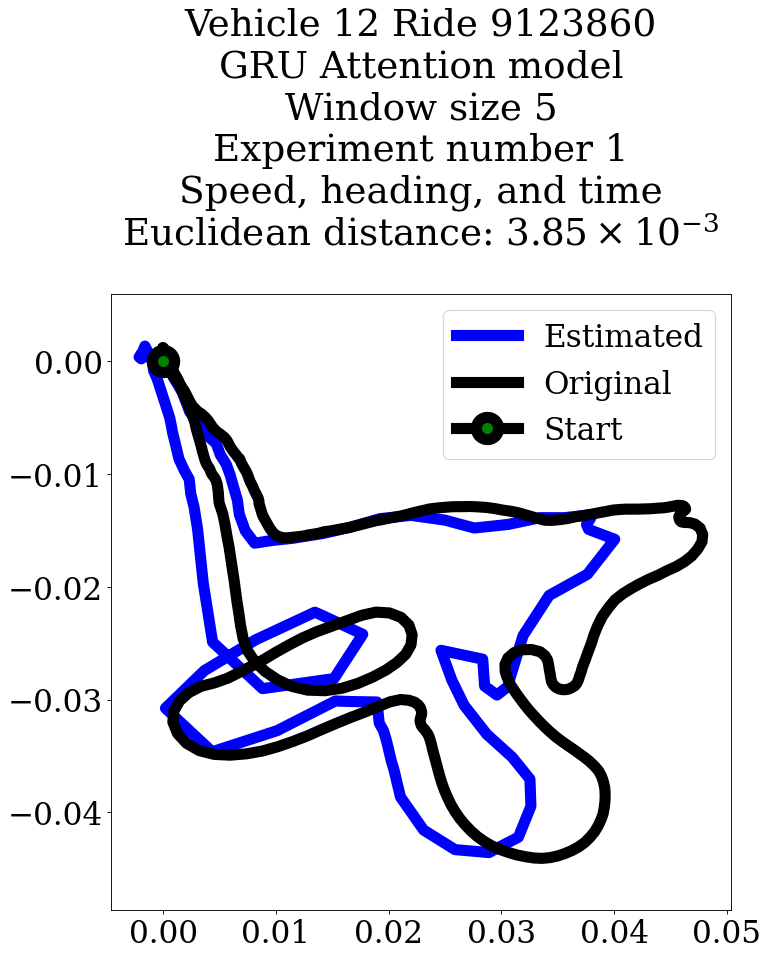 Vehicle 12 Ride 9123860
GRU Attention model
Window size 5
Experiment number 1
Speed, heading, and time
Euclidean distance: 3.85 × 10⁻³
Estimated
Original
Start
0.00
−0.01
−0.02
−0.03
−0.04
0.00 0.01 0.02 0.03 0.04 0.05